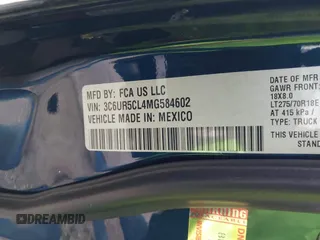 MFD BY: FCA US LLC
VIN: 3C6UR5CL4MG584602
VEHICLE MADE IN: MEXICO
DATE OF M
GAWR FRONT:
18X8.0
LT275/70R18E
AT 415 kPa /
TYPE: TRUCK
THIS VEHICLE
STAND
DREAMBID